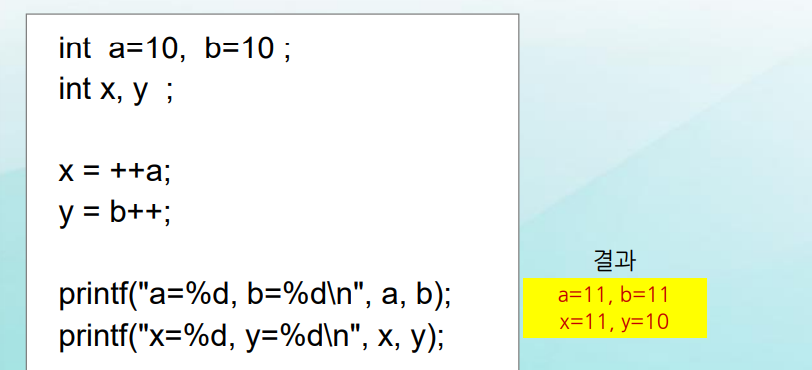 int a=10, b=10 ;
int x, y ;
x = ++a;
y = b++;
printf("a=%d, b=%d\n", a, b);
printf("x=%d, y=%d\n", x, y);
결과
a=11, b=11
x=11, y=10